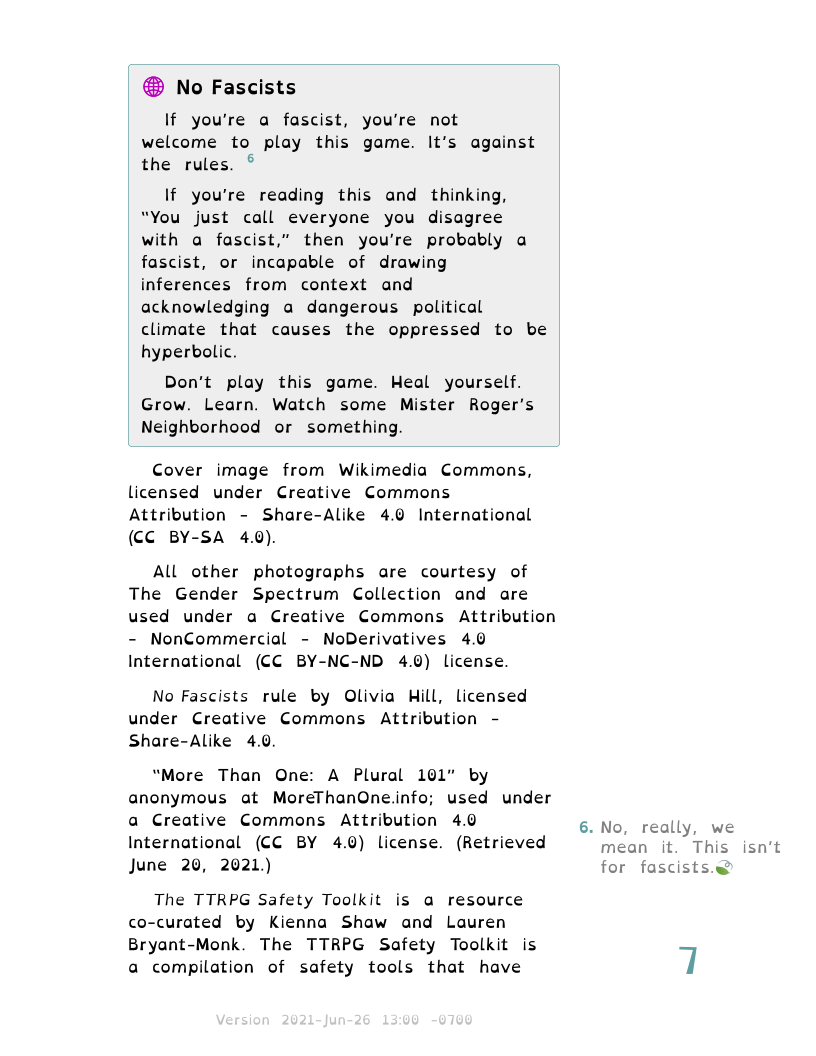 No Fascists
If you're a fascist, you're not
welcome to play this game. It's against
the rules. 6
If you're reading this and thinking,
“You just call everyone you disagree
with a fascist,” then you're probably a
fascist, or incapable of drawing
inferences from context and
acknowledging a dangerous political
climate that causes the oppressed to be
hyperbolic.
Don't play this game. Heal yourself.
Grow. Learn. Watch some Mister Roger's
Neighborhood or something.
Cover image from Wikimedia Commons,
licensed under Creative Commons
Attribution - Share-Alike 4.0 International
(CC BY-SA 4.0).
All other photographs are courtesy of
The Gender Spectrum Collection and are
used under a Creative Commons Attribution
- NonCommercial - NoDerivatives 4.0
International (CC BY-NC-ND 4.0) license.
No Fascists rule by Olivia Hill, licensed
under Creative Commons Attribution -
Share-Alike 4.0.
“More Than One: A Plural 101” by
anonymous at MoreThanOne.info; used under
a Creative Commons Attribution 4.0
International (CC BY 4.0) license. (Retrieved
June 20, 2021.)
The TTRPG Safety Toolkit is a resource
co-curated by Kienna Shaw and Lauren
Bryant-Monk. The TTRPG Safety Toolkit is
a compilation of safety tools that have
6. No, really, we
mean it. This isn't
for fascists.
7
Version 2021-Jun-26 13:00 -0700